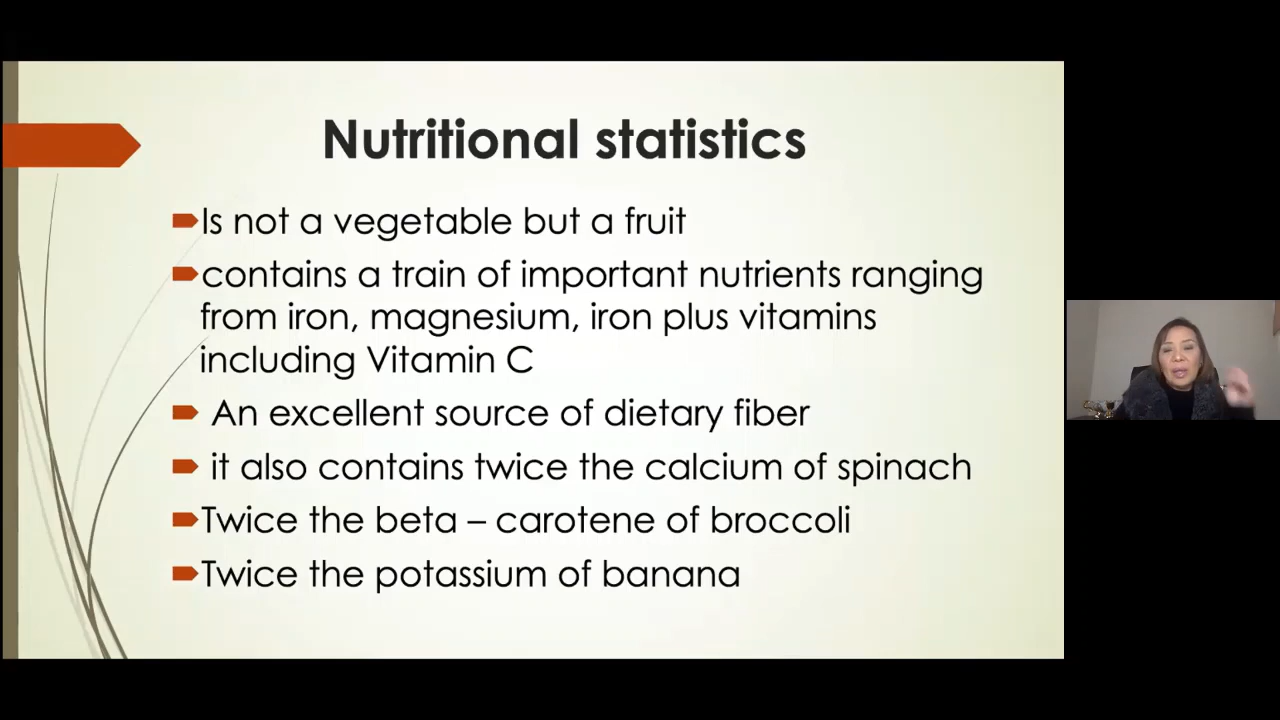 Nutritional statistics
Is not a vegetable but a fruit
contains a train of important nutrients ranging
from iron, magnesium, iron plus vitamins
including Vitamin C
An excellent source of dietary fiber
it also contains twice the calcium of spinach
Twice the beta – carotene of broccoli
Twice the potassium of banana